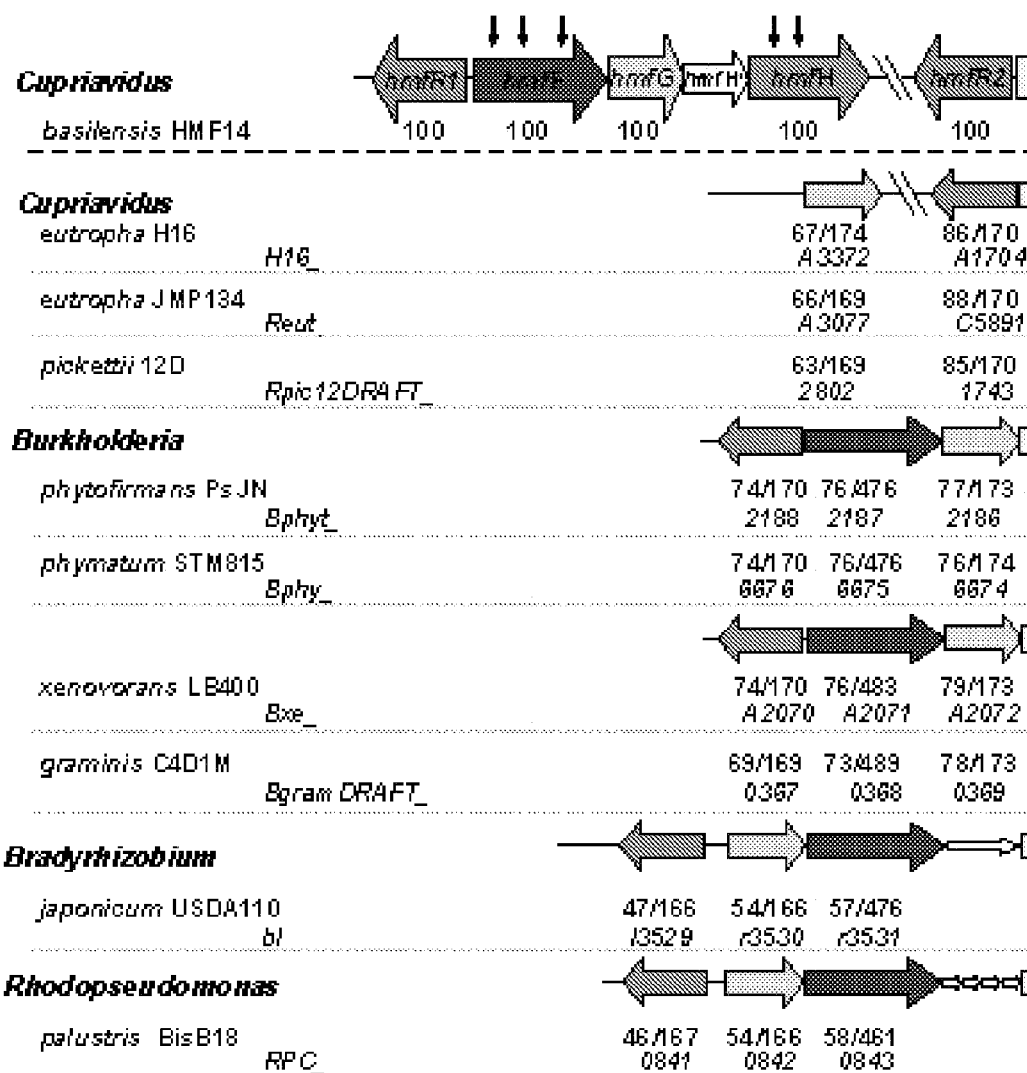 hmfR1 hmfF hmfG hmfH' hmfH hmfR2
Cupriavidus
basilensis HMF14 100 100 100 100 100
Cupriavidus
eutropha H16 67/174 86/170
H16_ A3372 A1704
eutropha JMP134 66/169 88/170
Reut_ A3077 C5891
pickettii 12D 63/169 85/170
Rpic12DRAFT_ 2802 1743
Burkholderia
phytofirmans PsJN 74/170 76/476 77/173
Bphyt_ 2188 2187 2186
phymatum STM815 74/170 76/476 76/174
Bphy_ 6676 6675 6674
xenovorans LB400 74/170 76/483 79/173
Bxe_ A2070 A2071 A2072
graminis C4D1M 69/169 73/489 78/173
BgramDRAFT_ 0367 0368 0369
Bradyrhizobium
japonicum USDA110 47/166 54/166 57/476
bl l3529 r3530 r3531
Rhodopseudomonas
palustris BisB18 46/167 54/166 58/461
RPC_ 0841 0842 0843